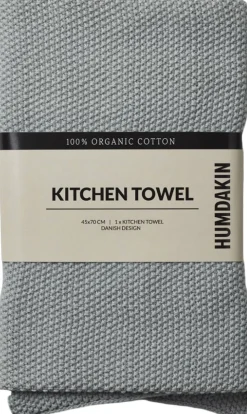 100% ORGANIC COTTON
KITCHEN TOWEL
45x70 CM | 1 x KITCHEN TOWEL
DANISH DESIGN
HUMDAKIN